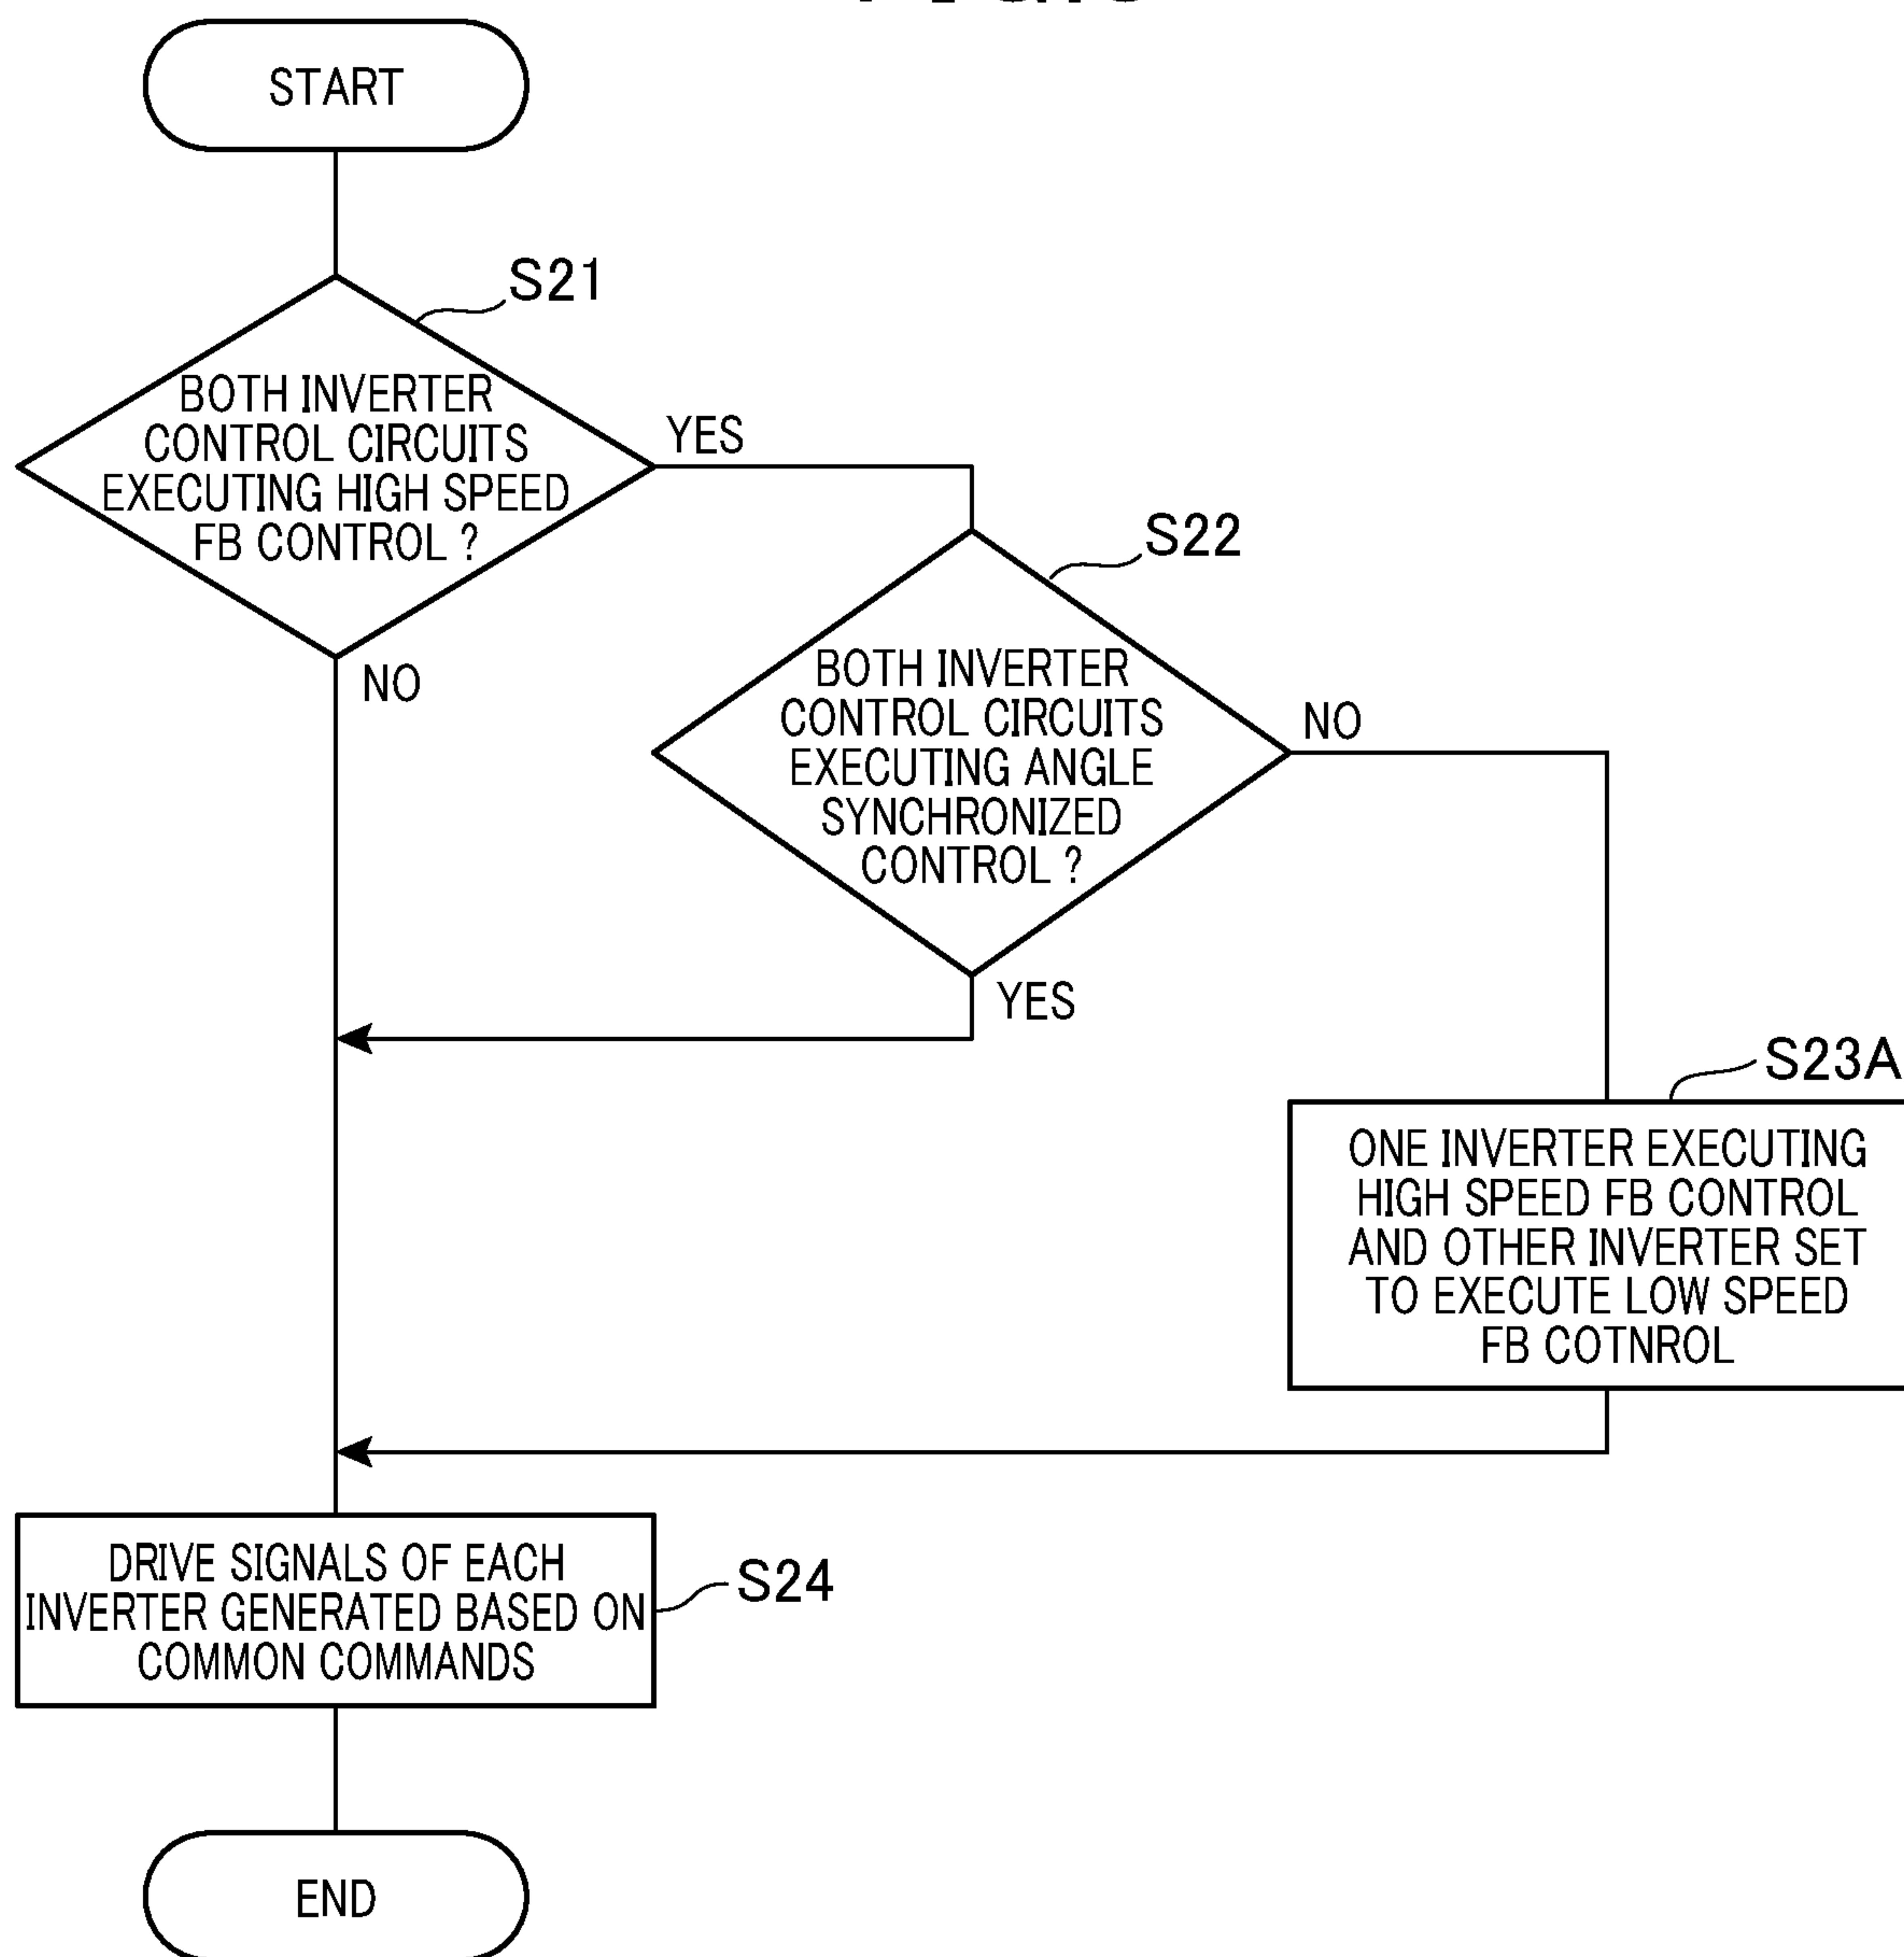 START
S21
BOTH INVERTER
CONTROL CIRCUITS
EXECUTING HIGH SPEED
FB CONTROL ?
YES
NO
S22
BOTH INVERTER
CONTROL CIRCUITS
EXECUTING ANGLE
SYNCHRONIZED
CONTROL ?
NO
YES
S23A
ONE INVERTER EXECUTING
HIGH SPEED FB CONTROL
AND OTHER INVERTER SET
TO EXECUTE LOW SPEED
FB COTNROL
DRIVE SIGNALS OF EACH
INVERTER GENERATED BASED ON
COMMON COMMANDS
S24
END